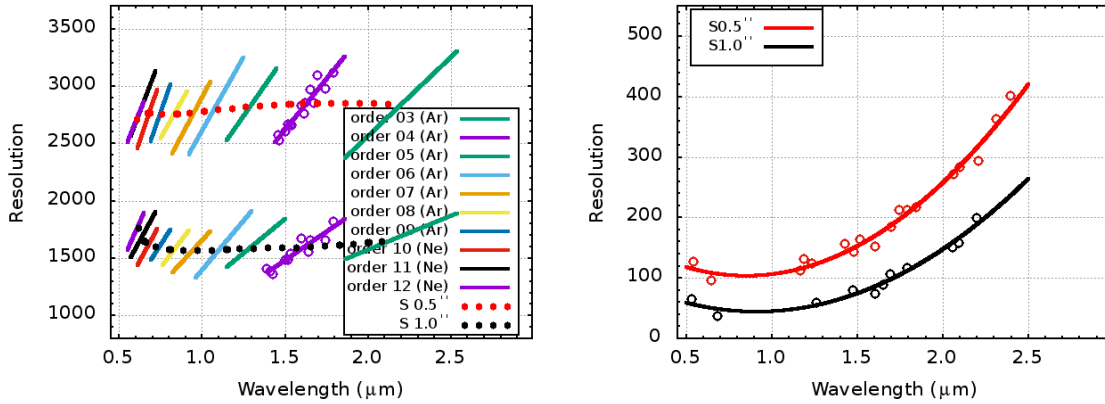 3500
3000
2500
2000
1500
1000
0.5 1.0 1.5 2.0 2.5
Resolution
Wavelength (μm)
order 03 (Ar)
order 04 (Ar)
order 05 (Ar)
order 06 (Ar)
order 07 (Ar)
order 08 (Ar)
order 09 (Ar)
order 10 (Ne)
order 11 (Ne)
order 12 (Ne)
S 0.5''
S 1.0''
500
400
300
200
100
0
0.5 1.0 1.5 2.0 2.5
Resolution
Wavelength (μm)
S0.5''
S1.0''